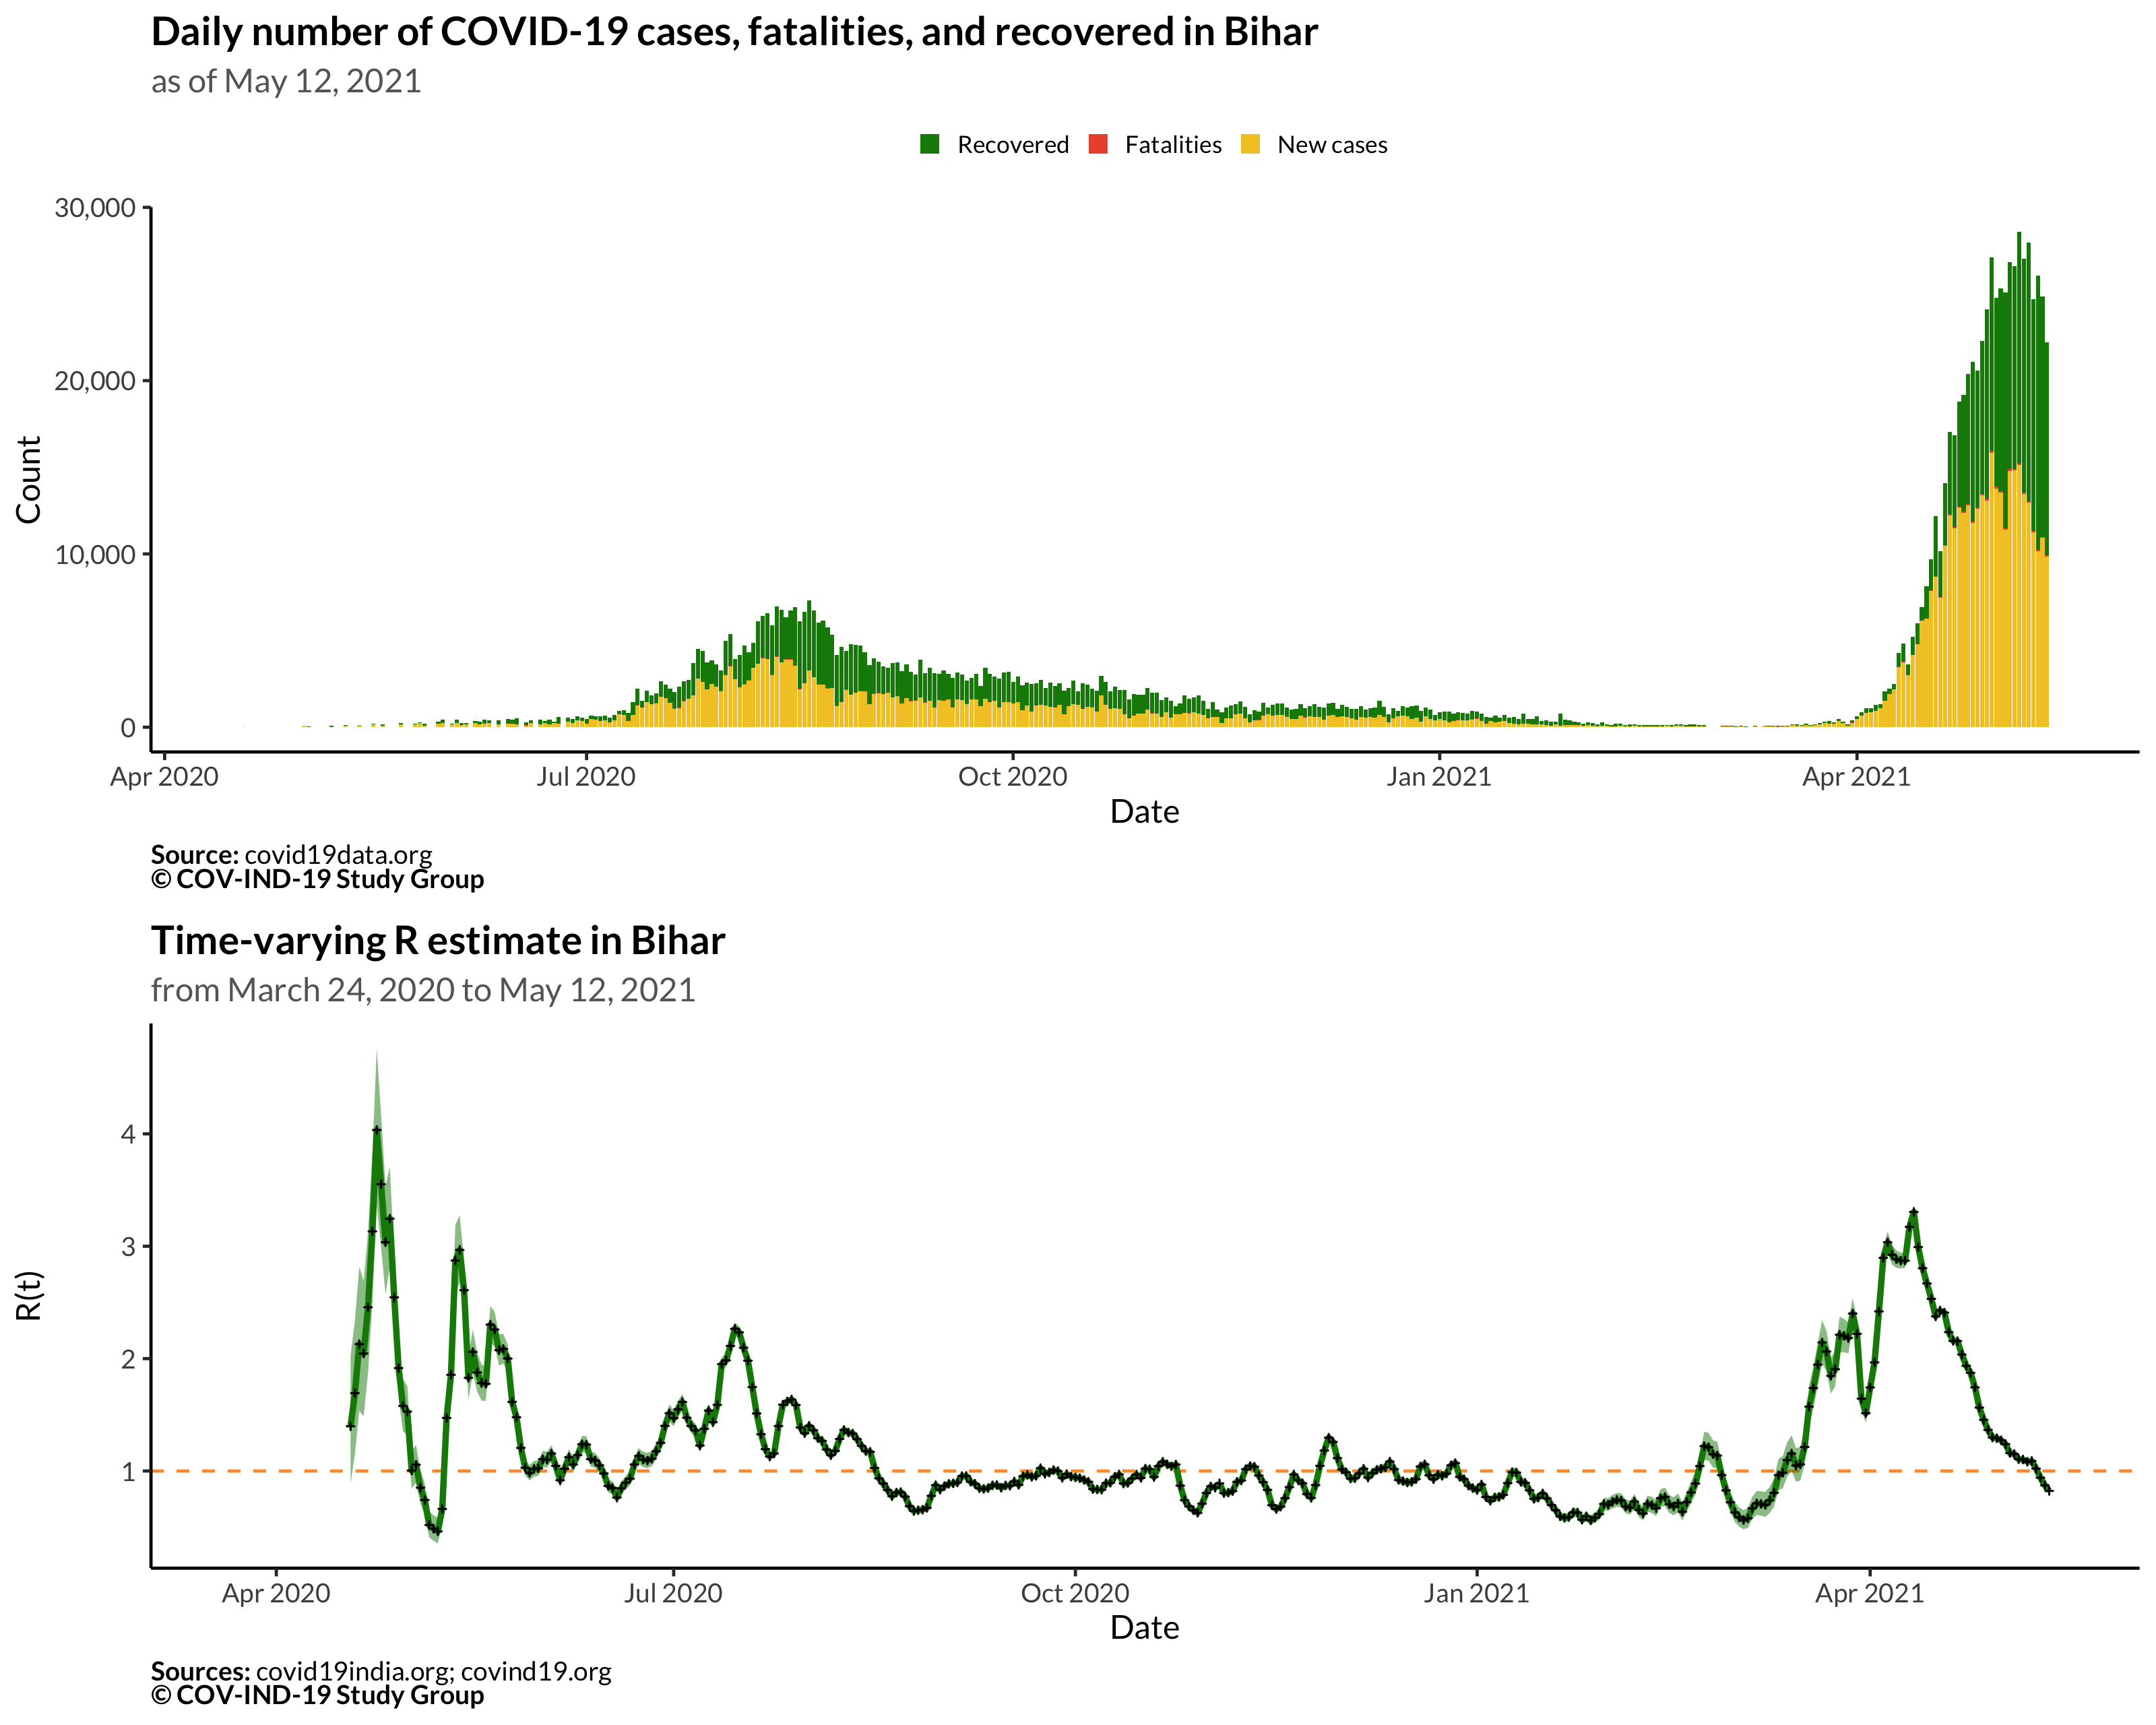 Daily number of COVID-19 cases, fatalities, and recovered in Bihar
as of May 12, 2021
Recovered Fatalities New cases
30,000
20,000
10,000
0
Count
Apr 2020 Jul 2020 Oct 2020 Jan 2021 Apr 2021
Date
Source: covid19data.org
© COV-IND-19 Study Group
Time-varying R estimate in Bihar
from March 24, 2020 to May 12, 2021
4
3
2
1
R(t)
Apr 2020 Jul 2020 Oct 2020 Jan 2021 Apr 2021
Date
Sources: covid19india.org; covind19.org
© COV-IND-19 Study Group